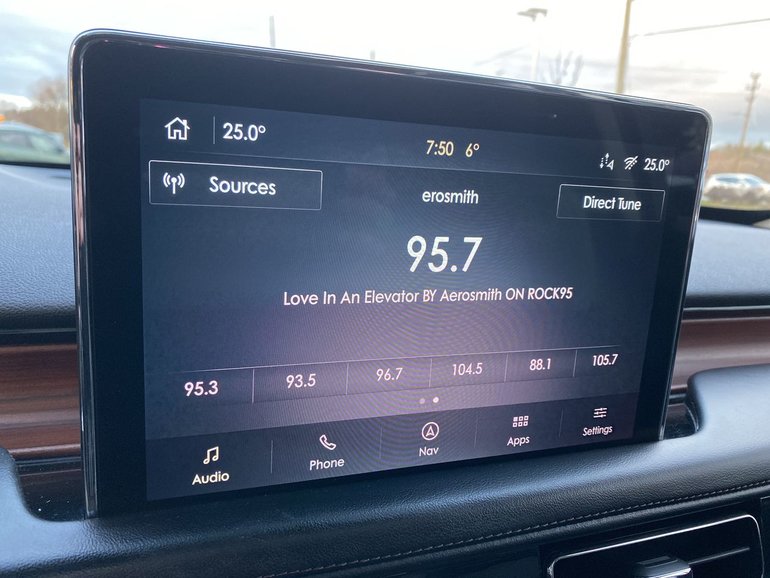 25.0°
7:50 6°
4
25.0°
Sources
erosmith
Direct Tune
95.7
Love In An Elevator BY Aerosmith ON ROCK95
95.3 93.5 96.7 104.5 88.1 105.7
Audio Phone Nav Apps Settings